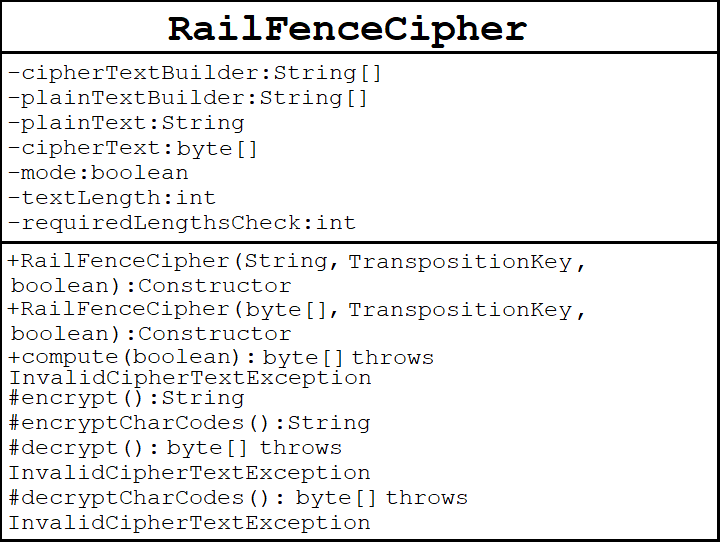 RailFenceCipher
-cipherTextBuilder:String[]
-plainTextBuilder:String[]
-plainText:String
-cipherText:byte[]
-mode:boolean
-textLength:int
-requiredLengthsCheck:int
+RailFenceCipher(String, TranspositionKey,
boolean):Constructor
+RailFenceCipher(byte[], TranspositionKey,
boolean):Constructor
+compute(boolean): byte[] throws
InvalidCipherTextException
#encrypt():String
#encryptCharCodes():String
#decrypt(): byte[] throws
InvalidCipherTextException
#decryptCharCodes(): byte[] throws
InvalidCipherTextException